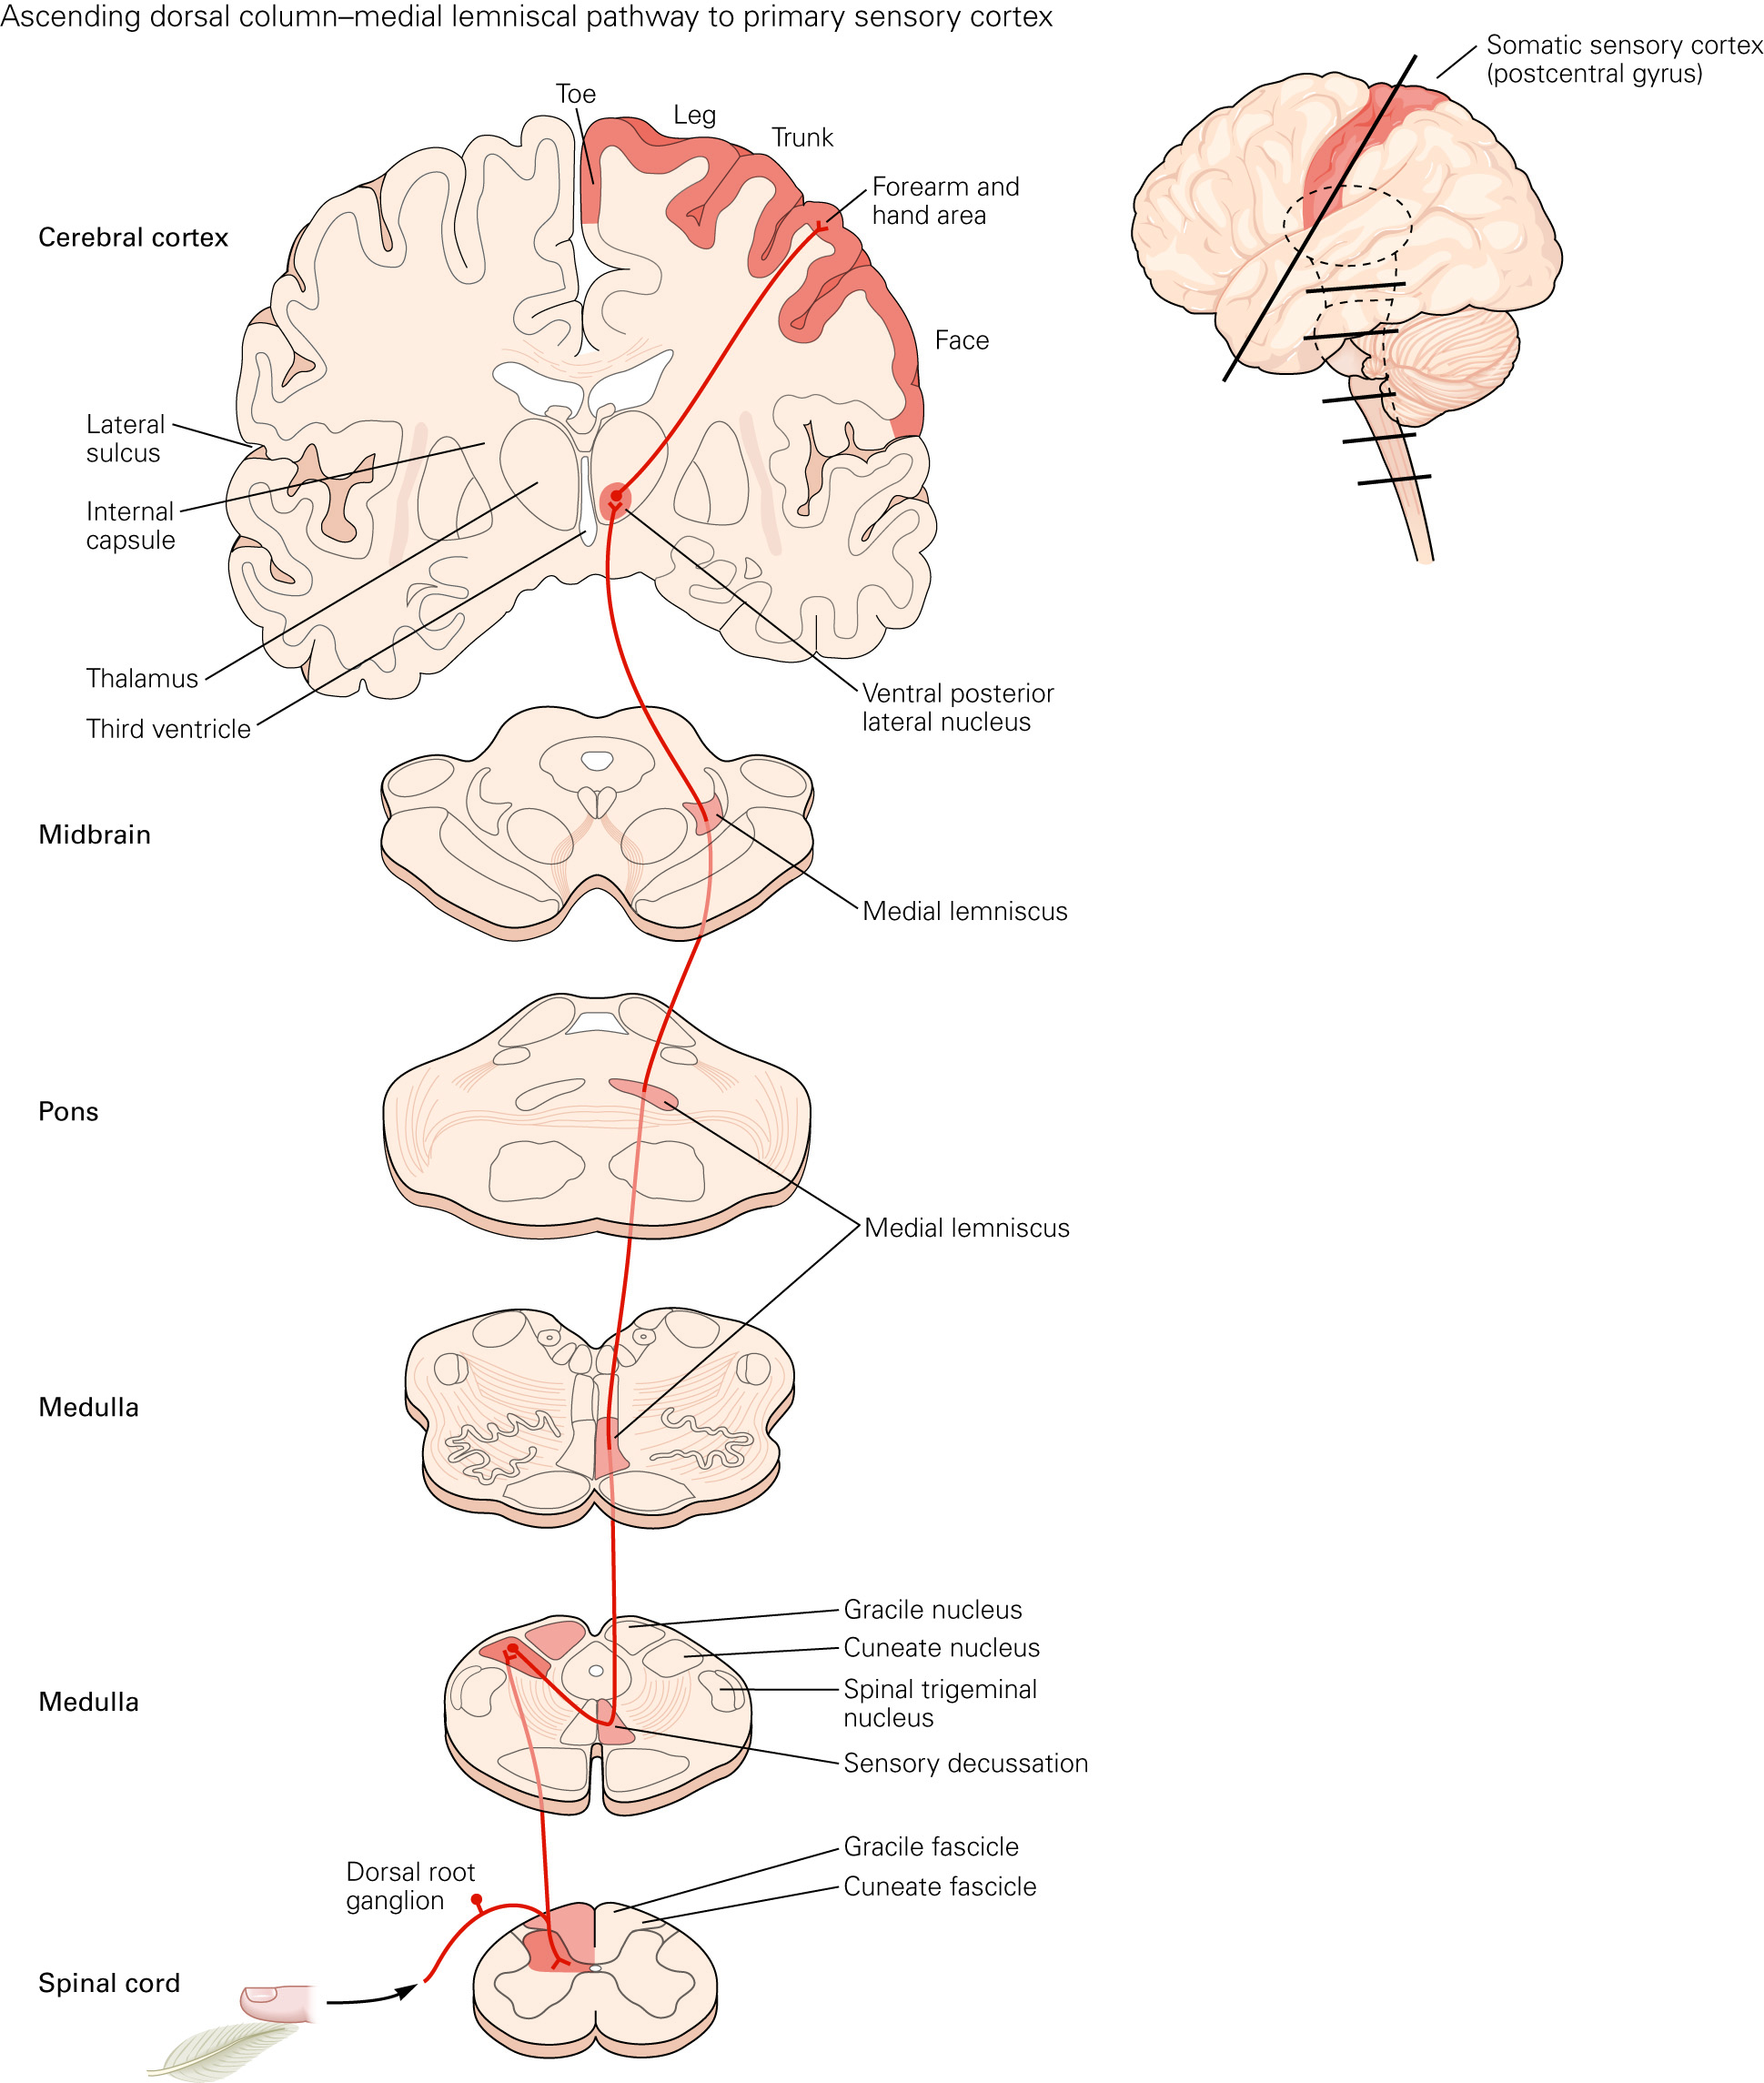 Ascending dorsal column–medial lemniscal pathway to primary sensory cortex
Somatic sensory cortex
(postcentral gyrus)
Toe
Leg
Trunk
Forearm and
hand area
Cerebral cortex
Face
Lateral
sulcus
Internal
capsule
Thalamus
Third ventricle
Ventral posterior
lateral nucleus
Midbrain
Medial lemniscus
Pons
Medial lemniscus
Medulla
Gracile nucleus
Cuneate nucleus
Spinal trigeminal
nucleus
Medulla
Sensory decussation
Gracile fascicle
Cuneate fascicle
Dorsal root
ganglion
Spinal cord